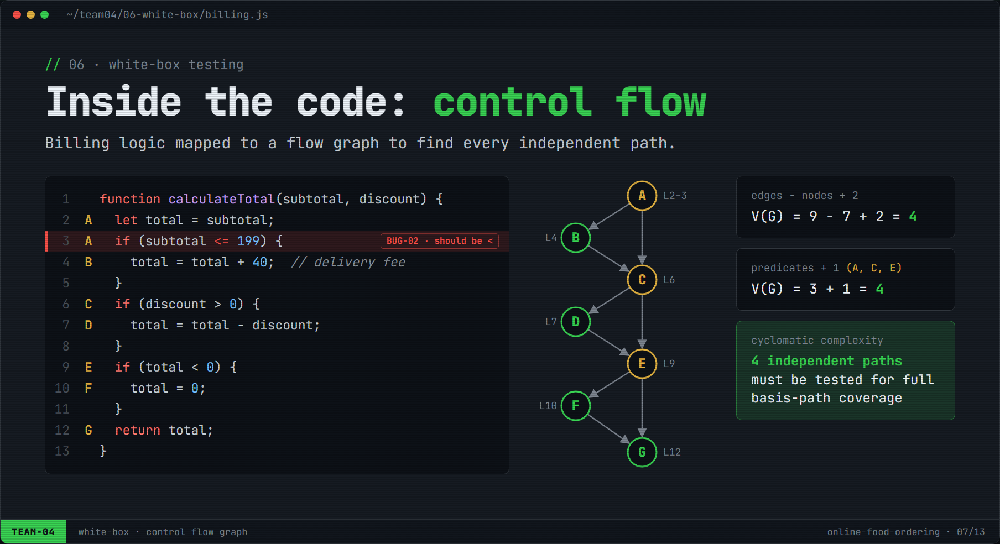 ~/team04/06-white-box/billing.js
// 06 · white-box testing
Inside the code: control flow
Billing logic mapped to a flow graph to find every independent path.
1 function calculateTotal(subtotal, discount) {
2 A let total = subtotal;
3 A if (subtotal <= 199) { BUG-02 · should be <
4 B total = total + 40; // delivery fee
5 }
6 C if (discount > 0) {
7 D total = total - discount;
8 }
9 E if (total < 0) {
10 F total = 0;
11 }
12 G return total;
13 }
A L2-3
L4 B
C L6
L7 D
E L9
L10 F
G L12
edges - nodes + 2
V(G) = 9 - 7 + 2 = 4
predicates + 1 (A, C, E)
V(G) = 3 + 1 = 4
cyclomatic complexity
4 independent paths
must be tested for full
basis-path coverage
TEAM-04 white-box · control flow graph
online-food-ordering · 07/13